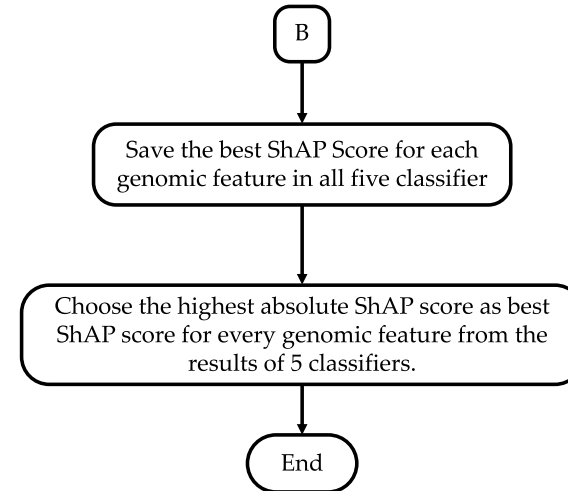 B
Save the best ShAP Score for each
genomic feature in all five classifier
Choose the highest absolute ShAP score as best
ShAP score for every genomic feature from the
results of 5 classifiers.
End